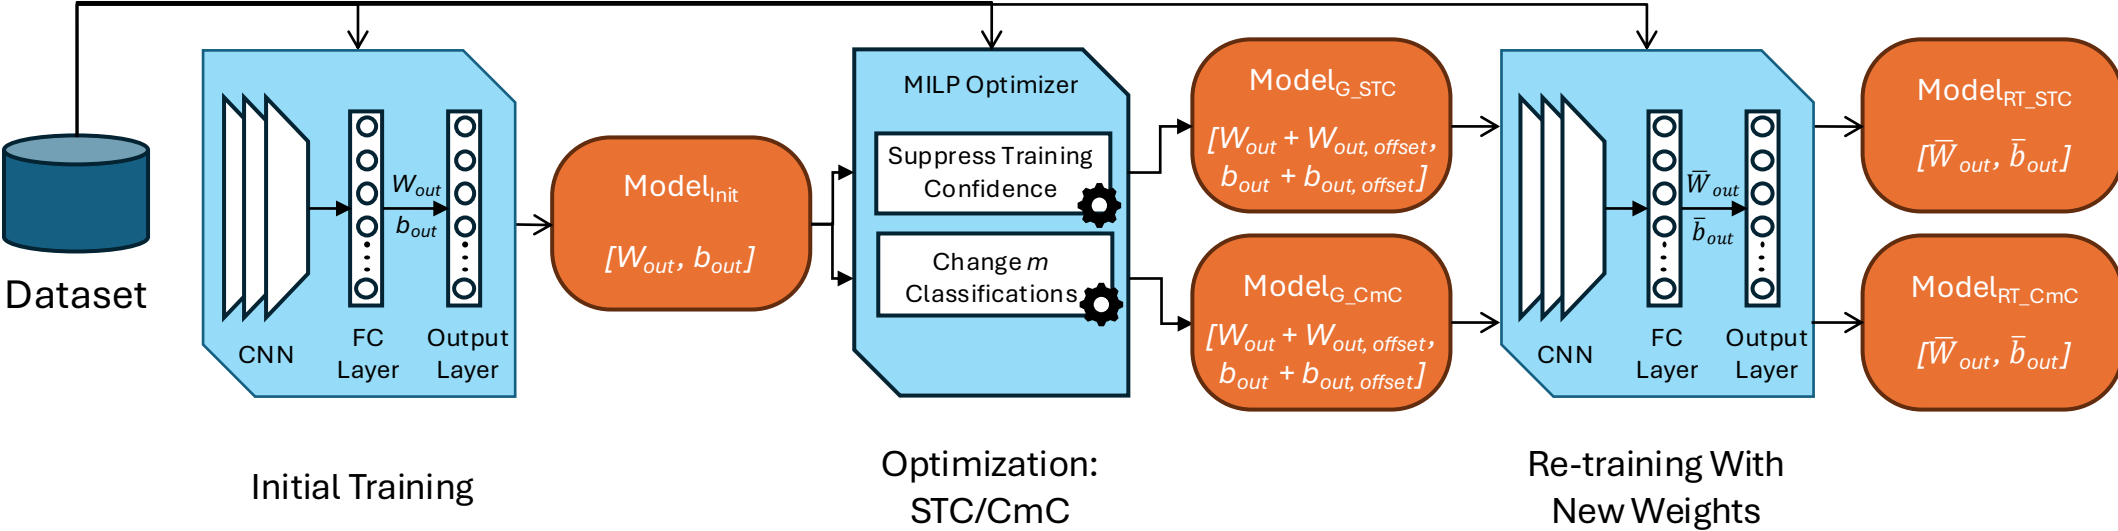 Dataset
CNN
FC
Layer
Output
Layer
W_out
b_out
Initial Training
Model_Init
[W_out, b_out]
MILP Optimizer
Suppress Training
Confidence
Change m
Classifications
Optimization:
STC/CmC
Model_G_STC
[W_out + W_out, offset,
b_out + b_out, offset]
Model_G_CmC
[W_out + W_out, offset,
b_out + b_out, offset]
CNN
FC
Layer
Output
Layer
W̅_out
b̅_out
Re-training With
New Weights
Model_RT_STC
[W̅_out, b̅_out]
Model_RT_CmC
[W̅_out, b̅_out]